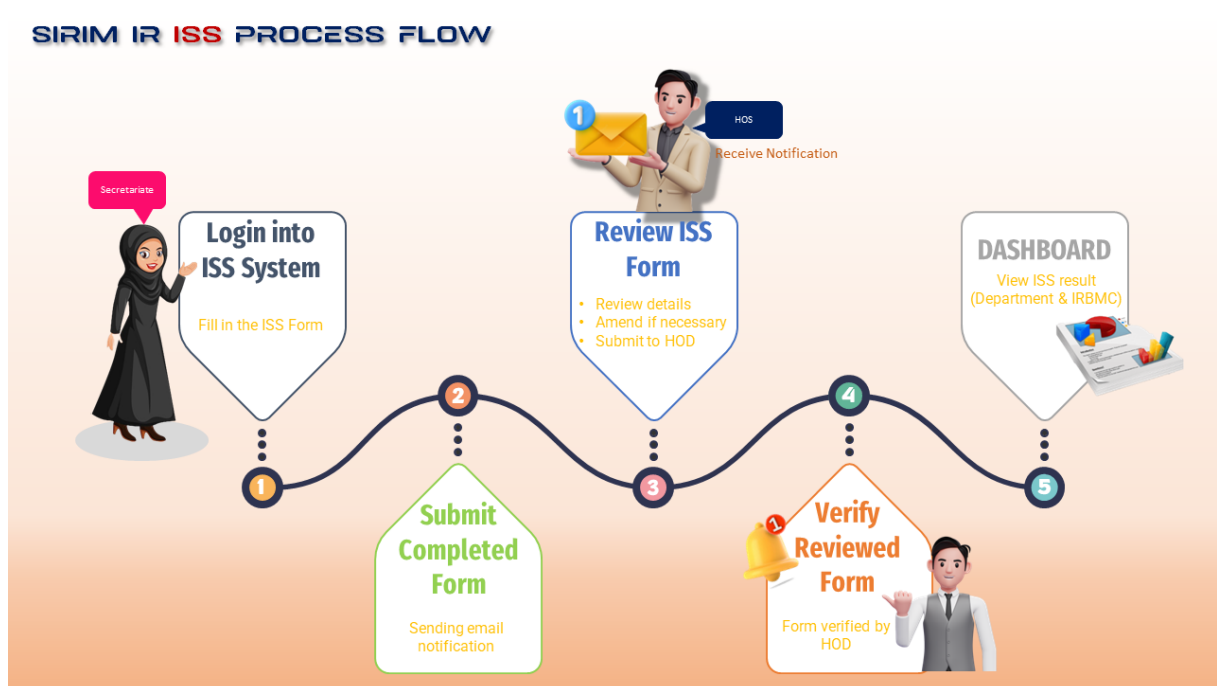 SIRIM IR ISS PROCESS FLOW
1
HOS
Receive Notification
Secretariate
Login into
ISS System
Fill in the ISS Form
Review ISS
Form
• Review details
• Amend if necessary
• Submit to HOD
DASHBOARD
View ISS result
(Department & IRBMC)
2
4
1
3
5
Submit
Completed
Form
Sending email
notification
1
Verify
Reviewed
Form
Form verified by
HOD